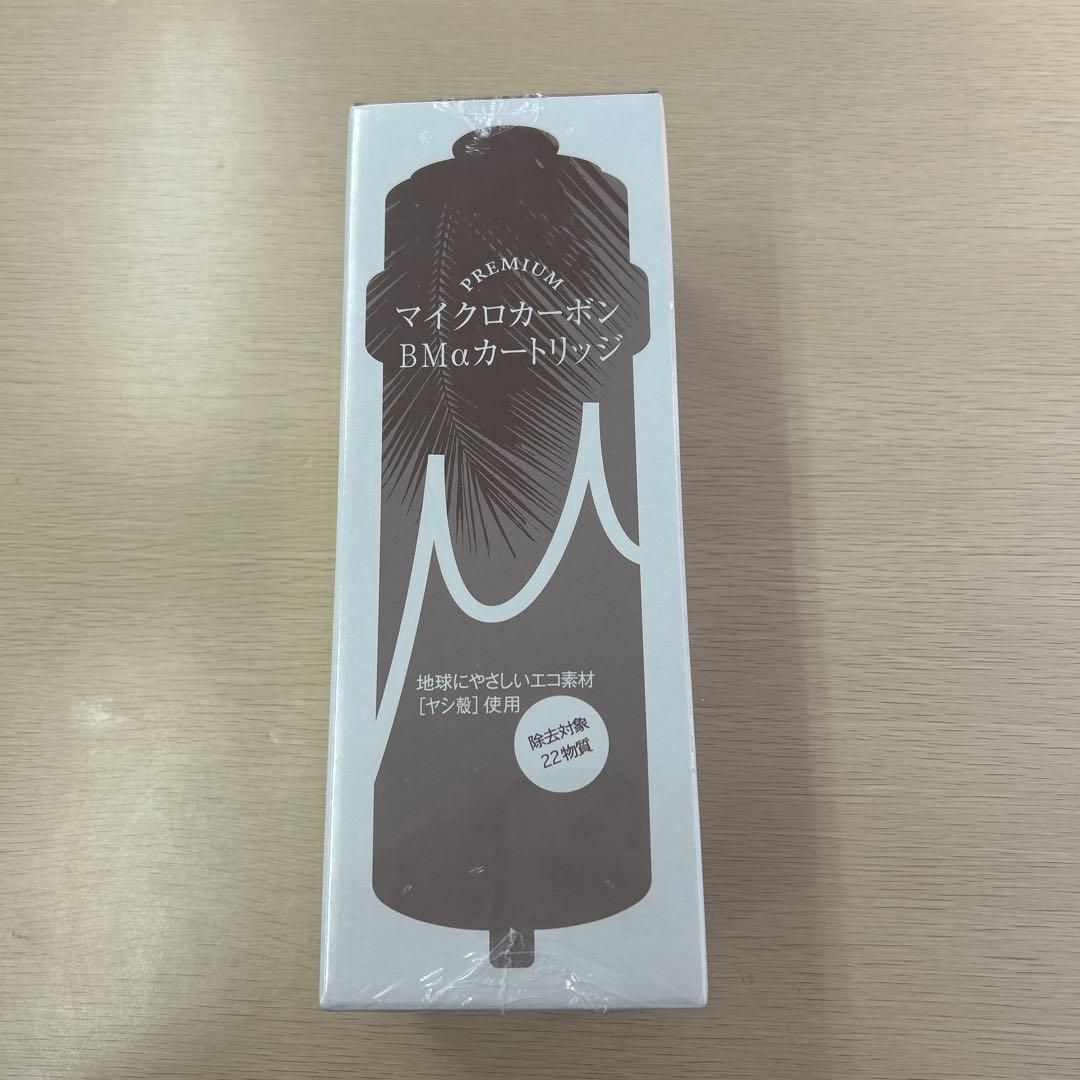 PREMIUM
マイクロカーボン
BMαカートリッジ
μ
地球にやさしいエコ素材
[ヤシ殻] 使用
除去対象
22物質